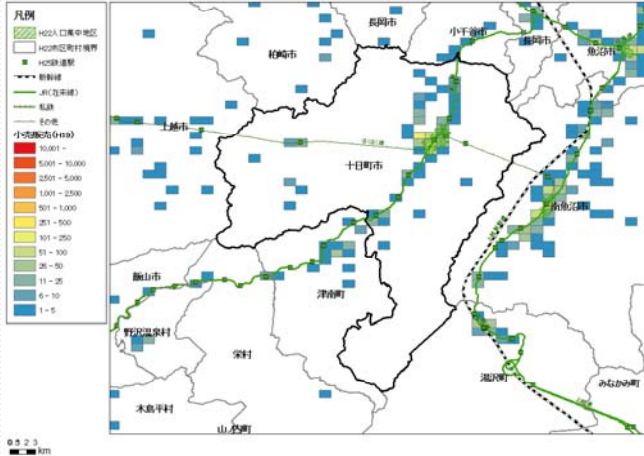 凡例
H22人口集中地区
H22市区町村境界
H25鉄道駅
新幹線
JR(在来線)
私鉄
その他
小売販売(H19)
10,001 -
5,001 - 10,000
2,501 - 5,000
1,001 - 2,500
501 - 1,000
251 - 500
101 - 250
51 - 100
26 - 50
11 - 25
6 - 10
1 - 5
長岡市
小千谷市
長岡市
魚沼市
柏崎市
上越市
十日町市
南魚沼市
飯山市
津南町
野沢温泉村
栄村
湯沢町
みなかみ町
木島平村
山ノ内町
km